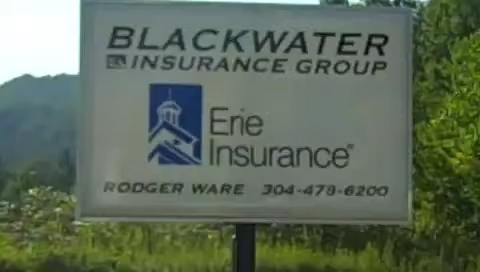 BLACKWATER
INSURANCE GROUP
Erie
Insurance®
RODGER WARE 304-478-6200